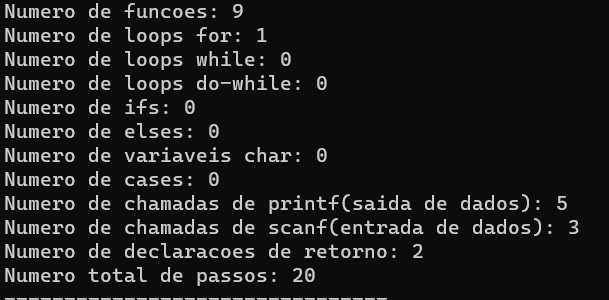 Numero de funcoes: 9
Numero de loops for: 1
Numero de loops while: 0
Numero de loops do-while: 0
Numero de ifs: 0
Numero de elses: 0
Numero de variaveis char: 0
Numero de cases: 0
Numero de chamadas de printf(saida de dados): 5
Numero de chamadas de scanf(entrada de dados): 3
Numero de declaracoes de retorno: 2
Numero total de passos: 20
--------------------------------